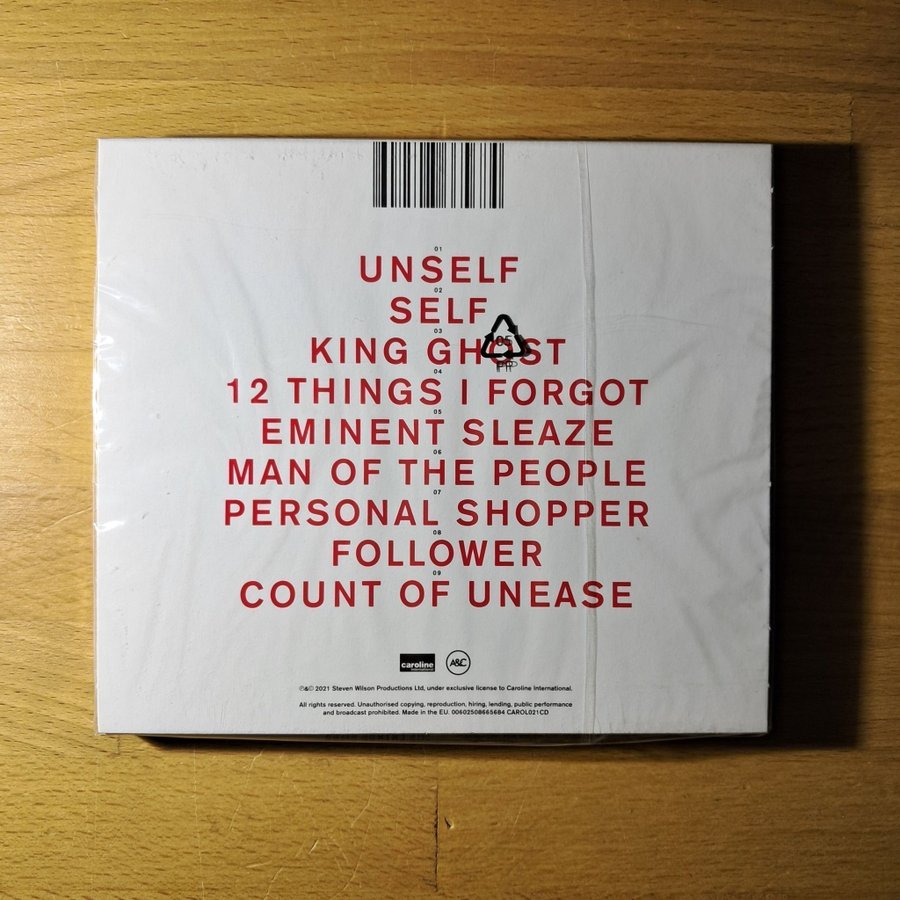 01
UNSELF
02
SELF
03
KING GHOST
05
PP
04
12 THINGS I FORGOT
05
EMINENT SLEAZE
06
MAN OF THE PEOPLE
07
PERSONAL SHOPPER
08
FOLLOWER
09
COUNT OF UNEASE
caroline
international
A&C
℗&© 2021 Steven Wilson Productions Ltd, under exclusive license to Caroline International.
All rights reserved. Unauthorised copying, reproduction, hiring, lending, public performance
and broadcast prohibited. Made in the EU. 00602508665684 CAROL021CD